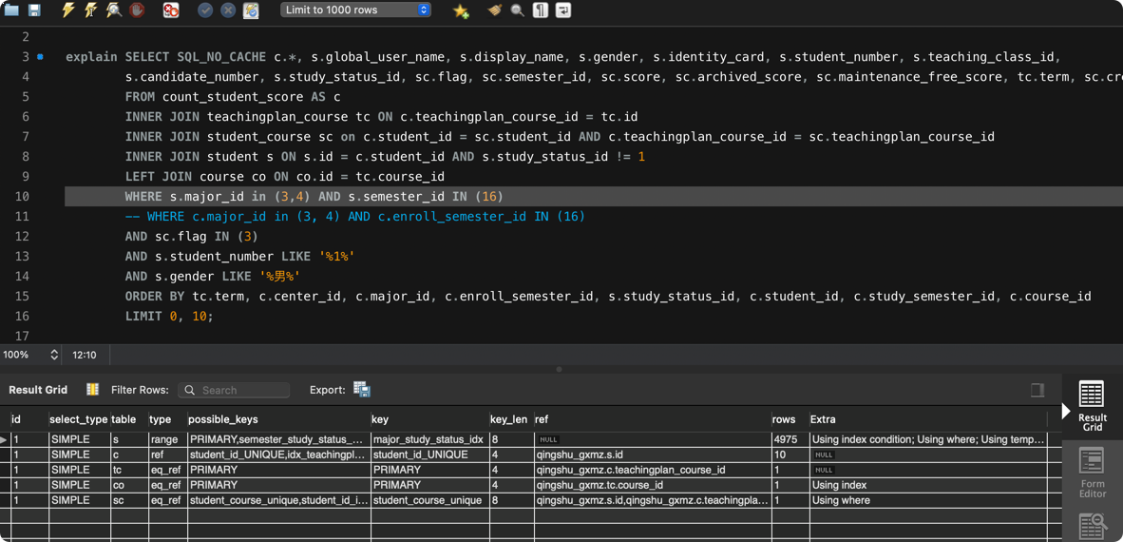 Limit to 1000 rows
2
3 explain SELECT SQL_NO_CACHE c.*, s.global_user_name, s.display_name, s.gender, s.identity_card, s.student_number, s.teaching_class_id,
4 s.candidate_number, s.study_status_id, sc.flag, sc.semester_id, sc.score, sc.archived_score, sc.maintenance_free_score, tc.term, sc.cre
5 FROM count_student_score AS c
6 INNER JOIN teachingplan_course tc ON c.teachingplan_course_id = tc.id
7 INNER JOIN student_course sc on c.student_id = sc.student_id AND c.teachingplan_course_id = sc.teachingplan_course_id
8 INNER JOIN student s ON s.id = c.student_id AND s.study_status_id != 1
9 LEFT JOIN course co ON co.id = tc.course_id
10 WHERE s.major_id in (3,4) AND s.semester_id IN (16)
11 -- WHERE c.major_id in (3, 4) AND c.enroll_semester_id IN (16)
12 AND sc.flag IN (3)
13 AND s.student_number LIKE '%1%'
14 AND s.gender LIKE '%男%'
15 ORDER BY tc.term, c.center_id, c.major_id, c.enroll_semester_id, s.study_status_id, c.student_id, c.study_semester_id, c.course_id
16 LIMIT 0, 10;
17
100% 12:10
Result Grid Filter Rows: Search Export:
id select_type table type possible_keys key key_len ref rows Extra
1 SIMPLE s range PRIMARY,semester_study_status_... major_study_status_idx 8 NULL 4975 Using index condition; Using where; Using temp...
1 SIMPLE c ref student_id_UNIQUE,idx_teachingpl... student_id_UNIQUE 4 qingshu_gxmz.s.id 10 NULL
1 SIMPLE tc eq_ref PRIMARY PRIMARY 4 qingshu_gxmz.c.teachingplan_course_id 1 NULL
1 SIMPLE co eq_ref PRIMARY PRIMARY 4 qingshu_gxmz.tc.course_id 1 Using index
1 SIMPLE sc eq_ref student_course_unique,student_id_i... student_course_unique 8 qingshu_gxmz.s.id,qingshu_gxmz.c.teachingpla... 1 Using where
Result
Grid
Form
Editor